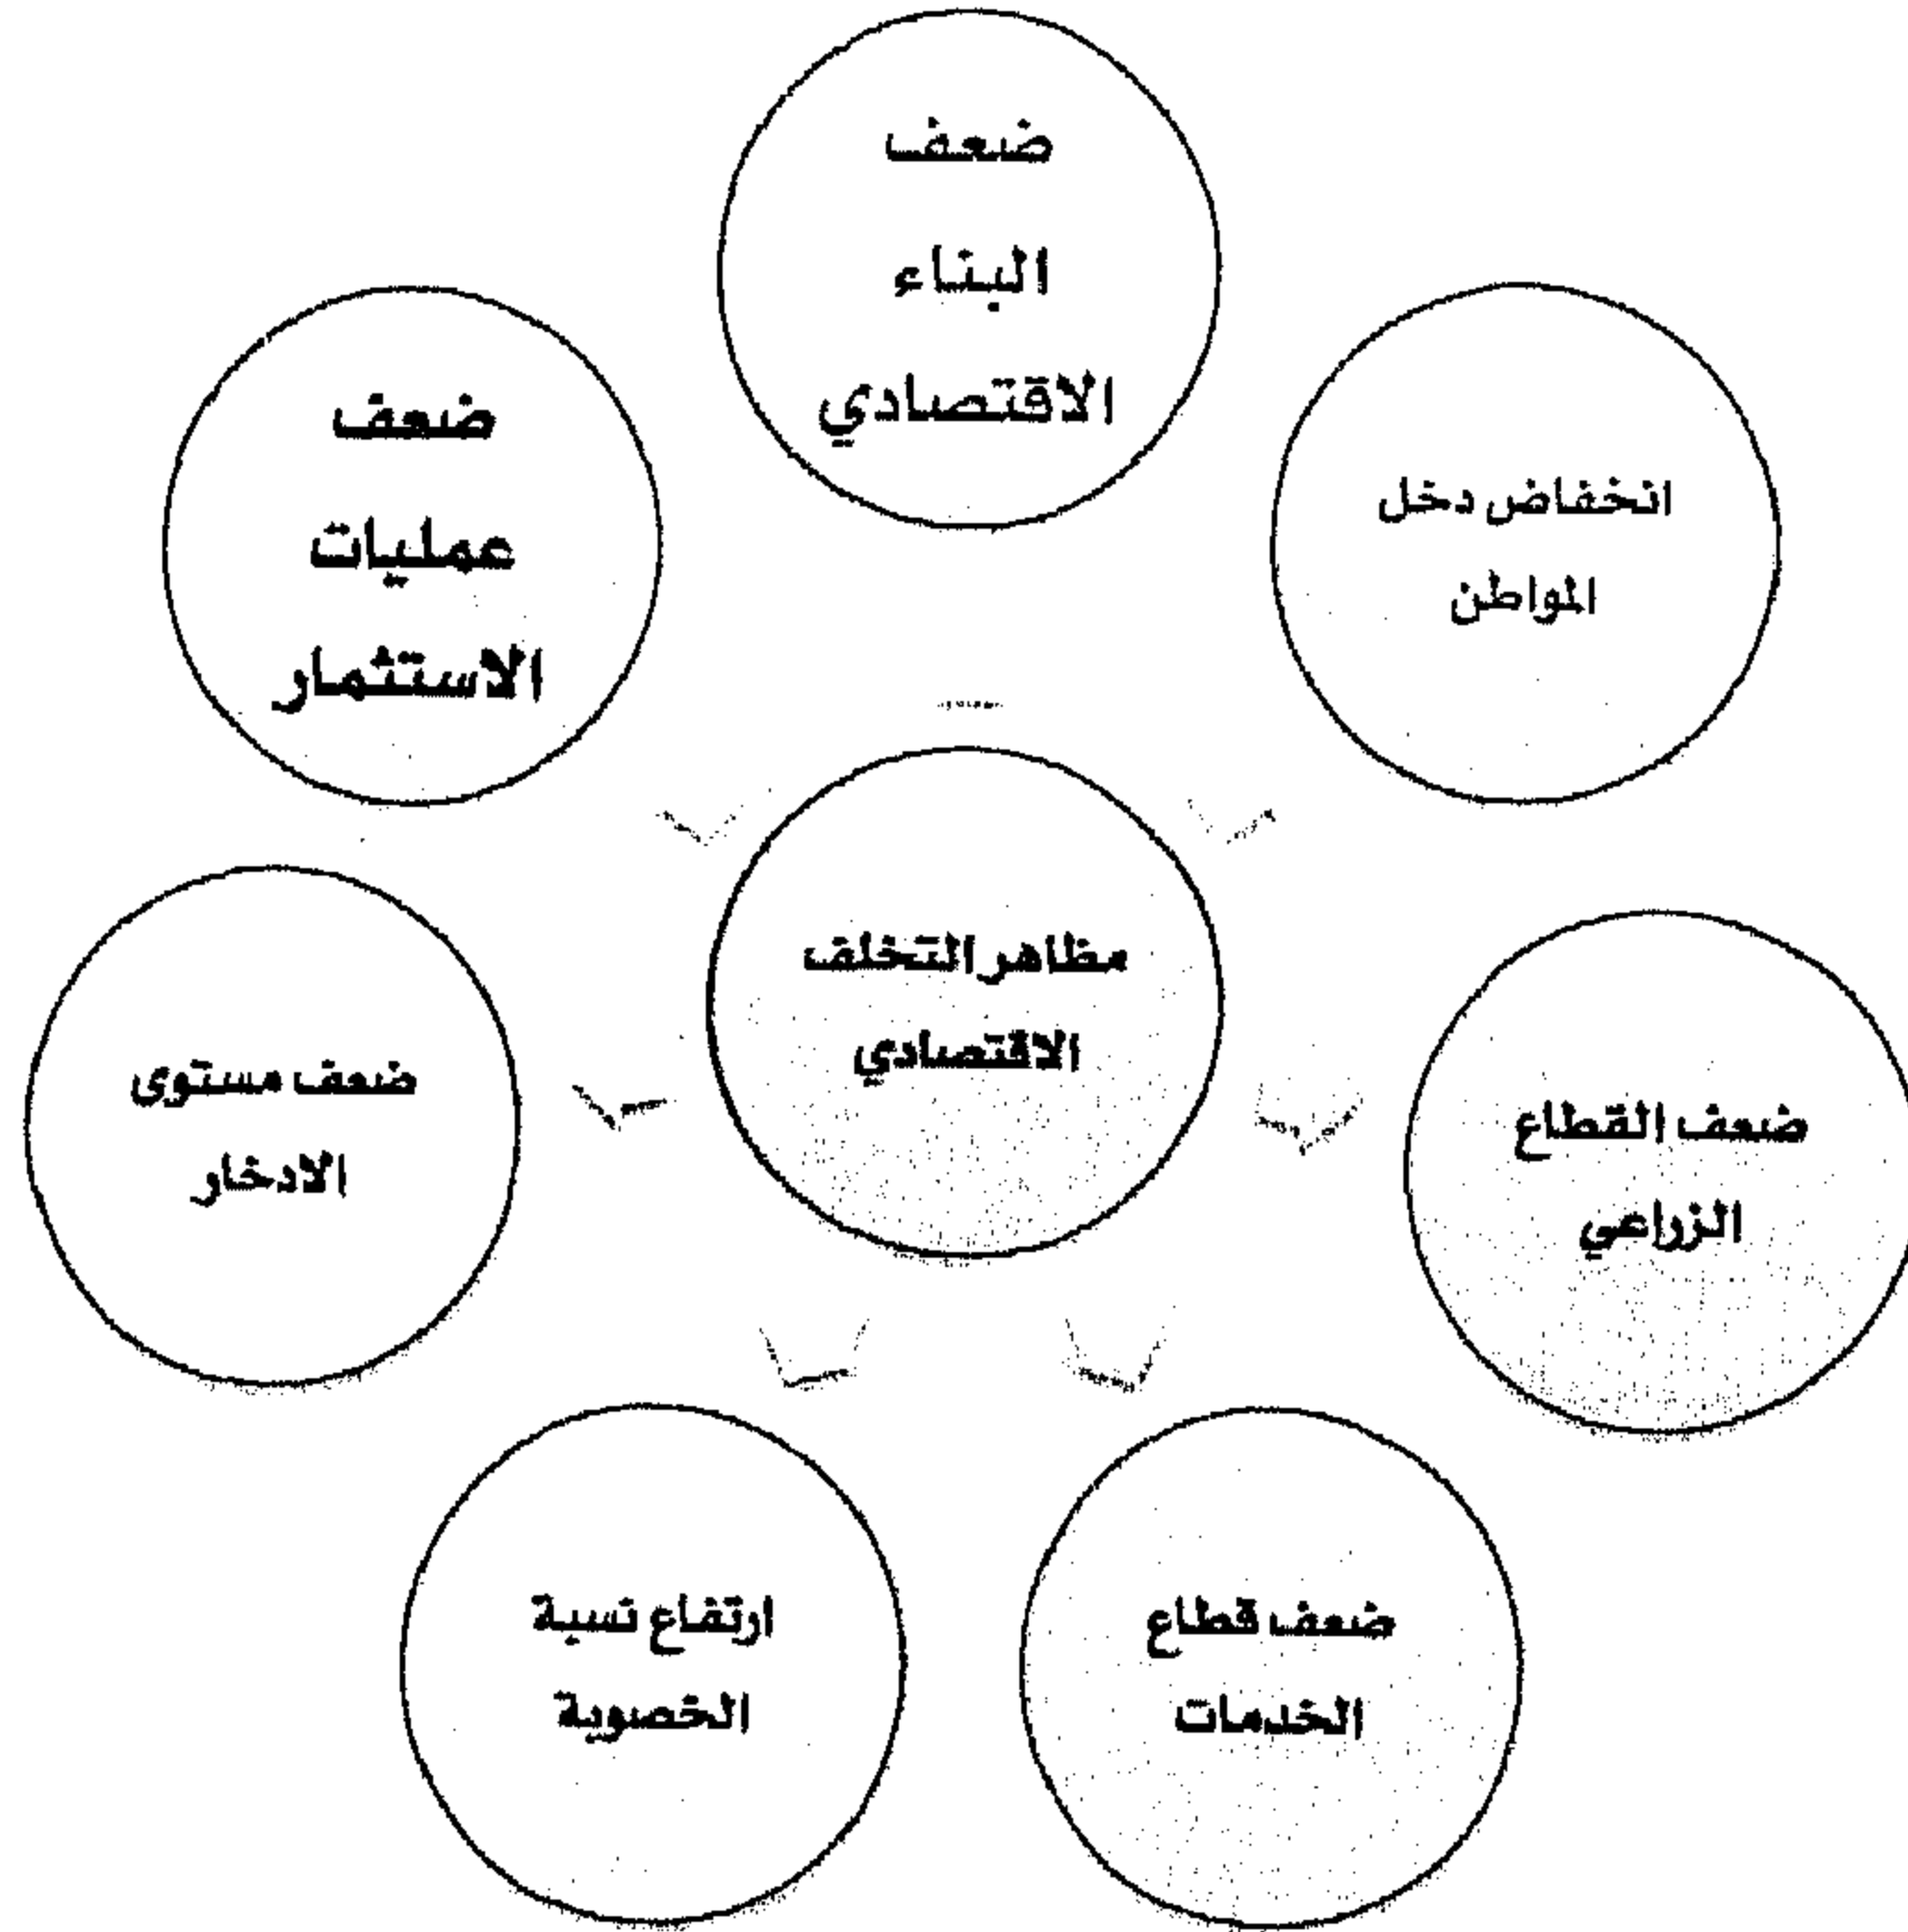 ضعف
البناء
الاقتصادي
انخفاض دخل
المواطن
ضعف
عمليات
الاستثمار
مظاهر التخلف
الاقتصادي
ضعف القطاع
الزراعي
ضعف مستوى
الادخار
ضعف قطاع
الخدمات
ارتفاع نسبة
الخصوبة